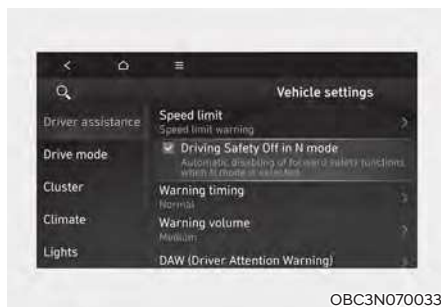 Vehicle settings
Driver assistance
Drive mode
Cluster
Climate
Lights
Speed limit
Speed limit warning
Driving Safety Off in N mode
Automatic disabling of forward safety functions
when N mode is selected
Warning timing
Normal
Warning volume
Medium
DAW (Driver Attention Warning)
OBC3N070033